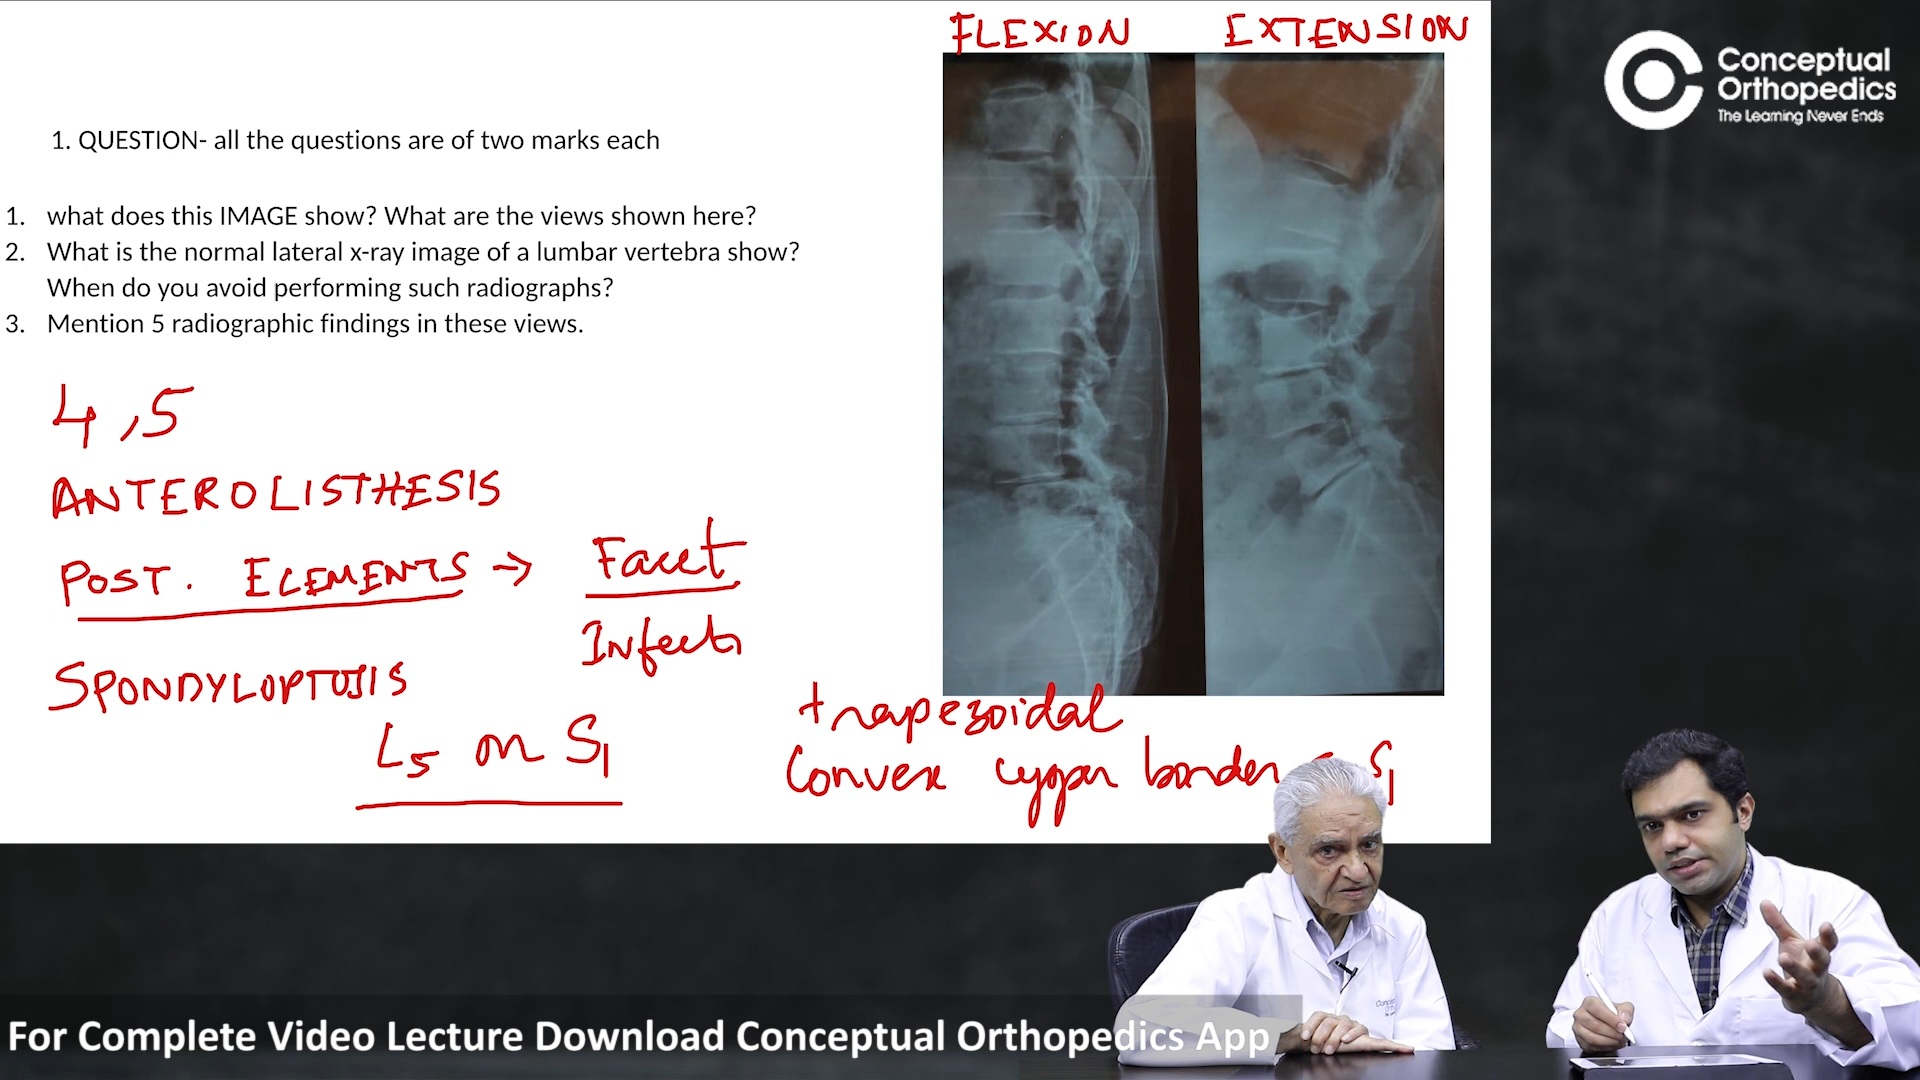 FLEXION EXTENSION
Conceptual
Orthopedics
The Learning Never Ends
1. QUESTION- all the questions are of two marks each
1. what does this IMAGE show? What are the views shown here?
2. What is the normal lateral x-ray image of a lumbar vertebra show?
When do you avoid performing such radiographs?
3. Mention 5 radiographic findings in these views.
4,5
ANTEROLISTHESIS
POST. ELEMENTS → Facet
Infect
SPONDYLOPTOSIS
L5 on S1
trapezoidal
Convex upper border S1
For Complete Video Lecture Download Conceptual Orthopedics App